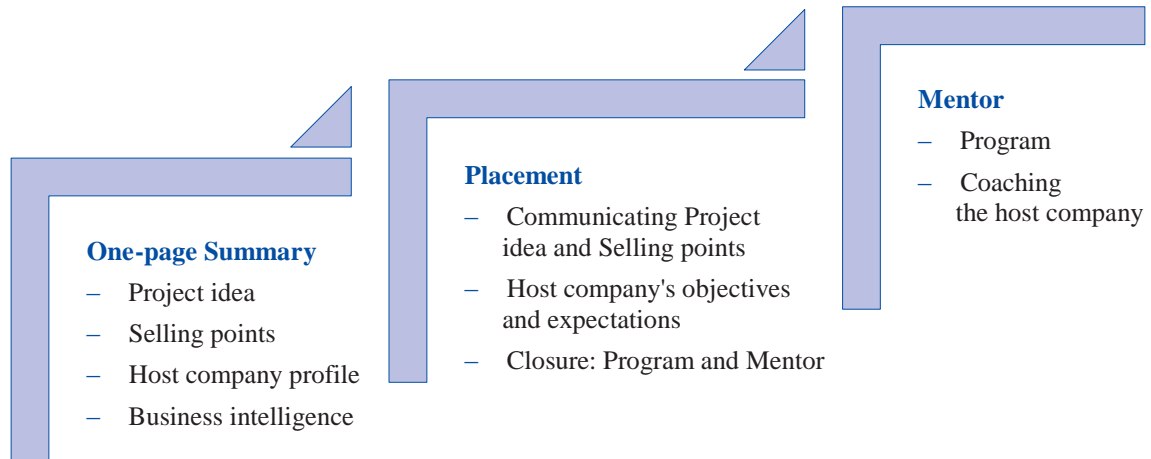 One-page Summary
– Project idea
– Selling points
– Host company profile
– Business intelligence
Placement
– Communicating Project
idea and Selling points
– Host company's objectives
and expectations
– Closure: Program and Mentor
Mentor
– Program
– Coaching
the host company